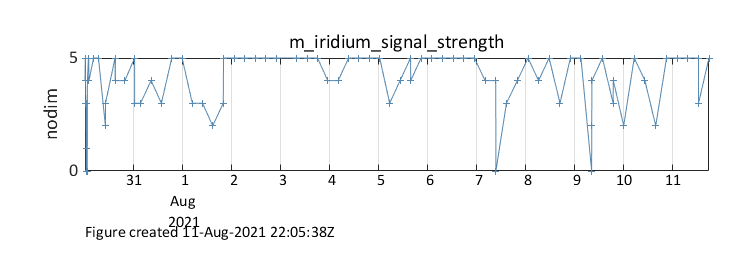 m_iridium_signal_strength
5
nodim
0
31 1 2 3 4 5 6 7 8 9 10 11
Aug
2021
Figure created 11-Aug-2021 22:05:38Z